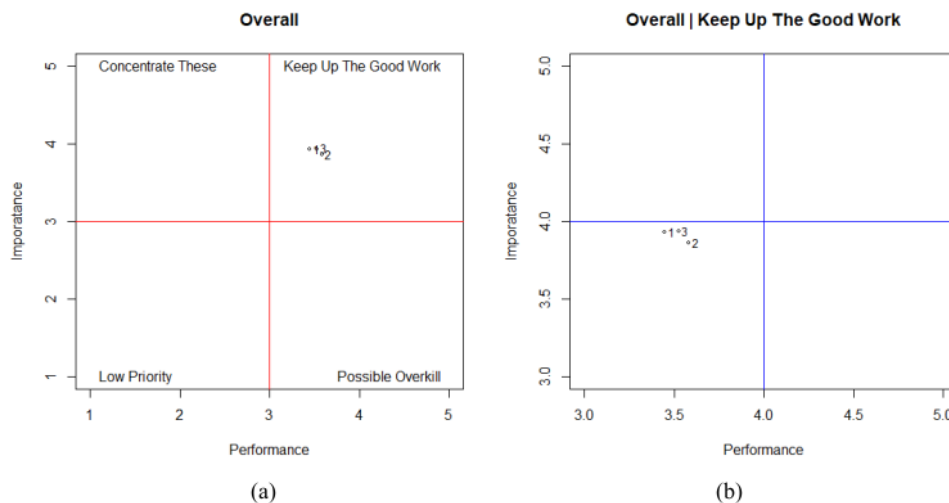 Overall
Concentrate These
Keep Up The Good Work
Low Priority
Possible Overkill
1
2
3
4
5
1
2
3
4
5
1
3
2
Imporatance
Performance
(a)
Overall | Keep Up The Good Work
3.0
3.5
4.0
4.5
5.0
3.0
3.5
4.0
4.5
5.0
1
3
2
Imporatance
Performance
(b)